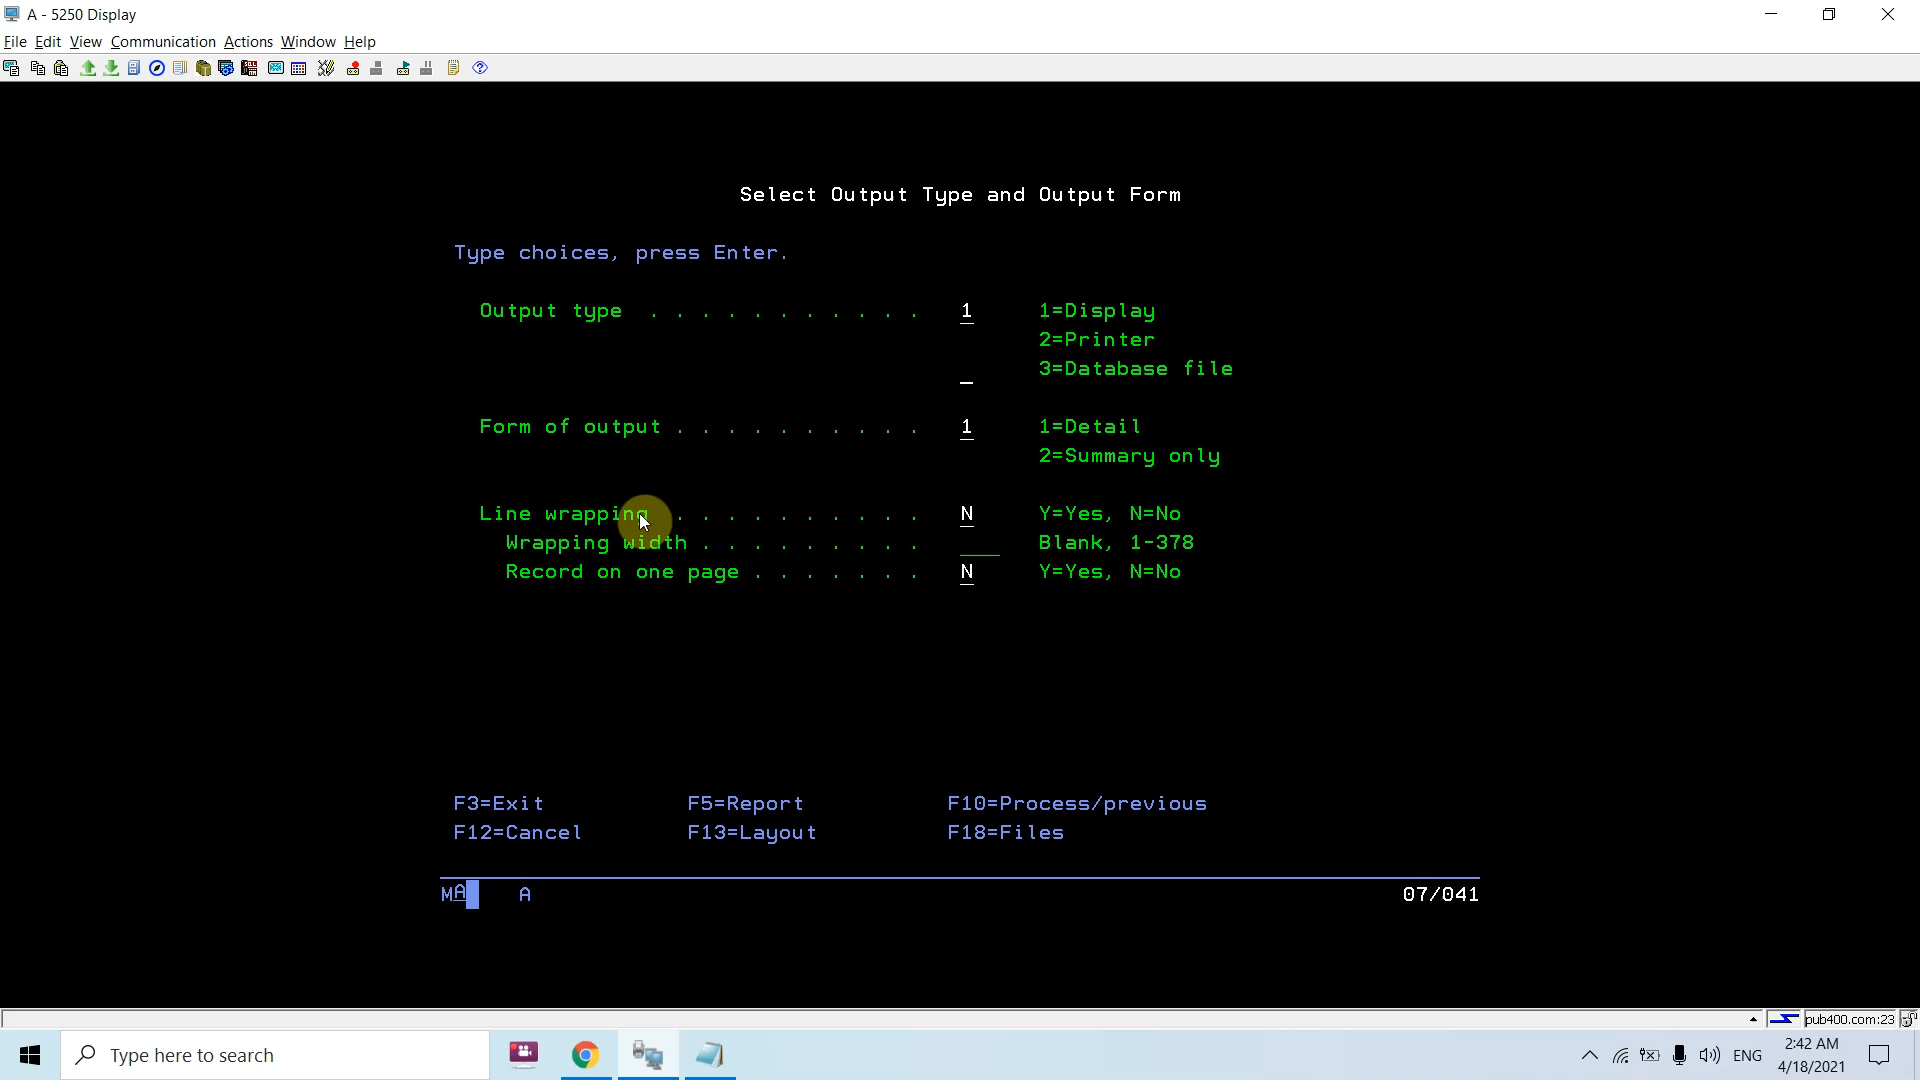 A - 5250 Display
File Edit View Communication Actions Window Help
Select Output Type and Output Form
Type choices, press Enter.
Output type . . . . . . . . . . . 1 1=Display
2=Printer
_ 3=Database file
Form of output . . . . . . . . . . 1 1=Detail
2=Summary only
Line wrapping . . . . . . . . . . N Y=Yes, N=No
Wrapping width . . . . . . . . . ___ Blank, 1-378
Record on one page . . . . . . . N Y=Yes, N=No
F3=Exit F5=Report F10=Process/previous
F12=Cancel F13=Layout F18=Files
MA A 07/041
pub400.com:23
Type here to search ENG 2:42 AM
4/18/2021